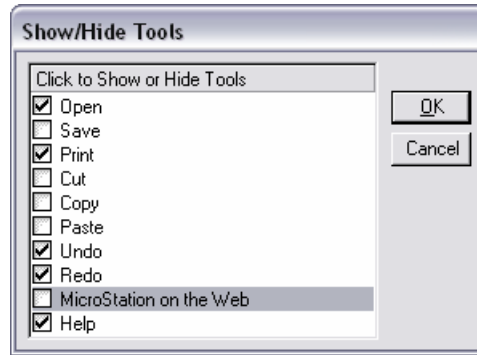 Show/Hide Tools
Click to Show or Hide Tools
Open
Save
Print
Cut
Copy
Paste
Undo
Redo
MicroStation on the Web
Help
OK
Cancel